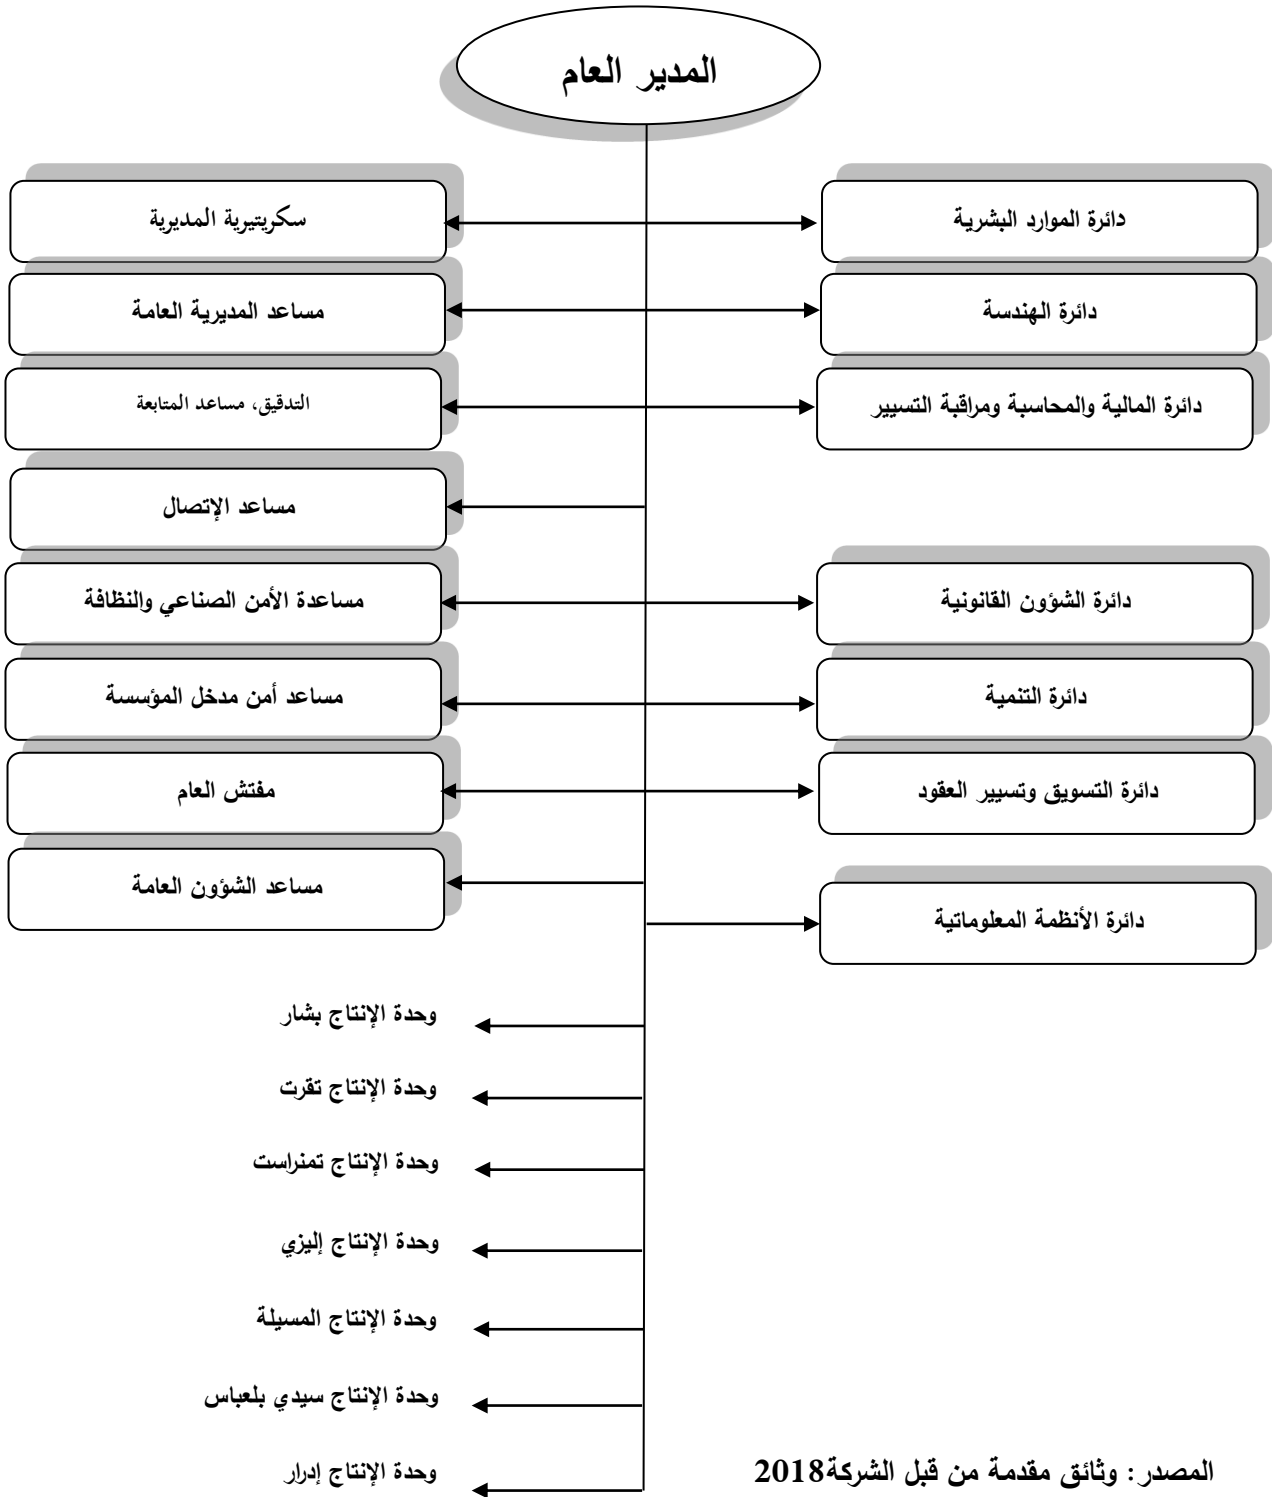 المدير العام
دائرة الموارد البشرية
سكريتيرية المديرية
دائرة الهندسة
مساعد المديرية العامة
دائرة المالية والمحاسبة ومراقبة التسيير
التدقيق، مساعد المتابعة
مساعد الإتصال
دائرة الشؤون القانونية
مساعدة الأمن الصناعي والنظافة
دائرة التنمية
مساعد أمن مدخل المؤسسة
دائرة التسويق وتسيير العقود
مفتش العام
مساعد الشؤون العامة
دائرة الأنظمة المعلوماتية
وحدة الإنتاج بشار
وحدة الإنتاج تقرت
وحدة الإنتاج تمنراست
وحدة الإنتاج إليزي
وحدة الإنتاج المسيلة
وحدة الإنتاج سيدي بلعباس
وحدة الإنتاج إدرار
المصدر: وثائق مقدمة من قبل الشركة2018